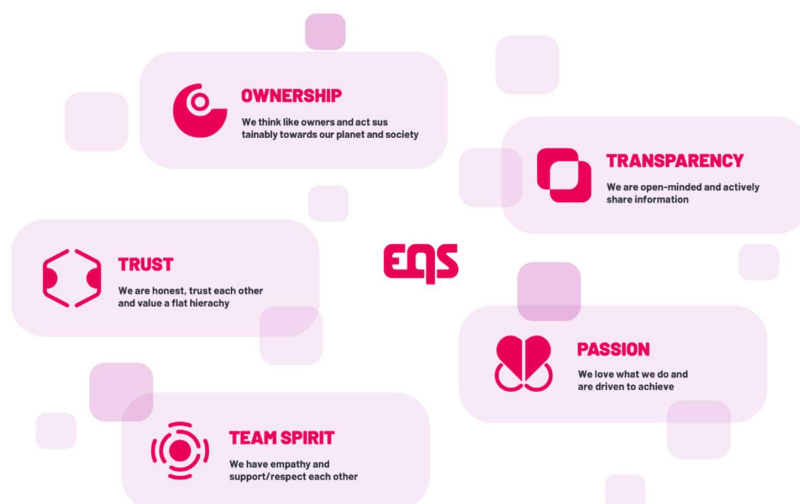 OWNERSHIP
We think like owners and act sus
tainably towards our planet and society
TRANSPARENCY
We are open-minded and actively
share information
TRUST
We are honest, trust each other
and value a flat hierachy
EQS
PASSION
We love what we do and
are driven to achieve
TEAM SPIRIT
We have empathy and
support/respect each other